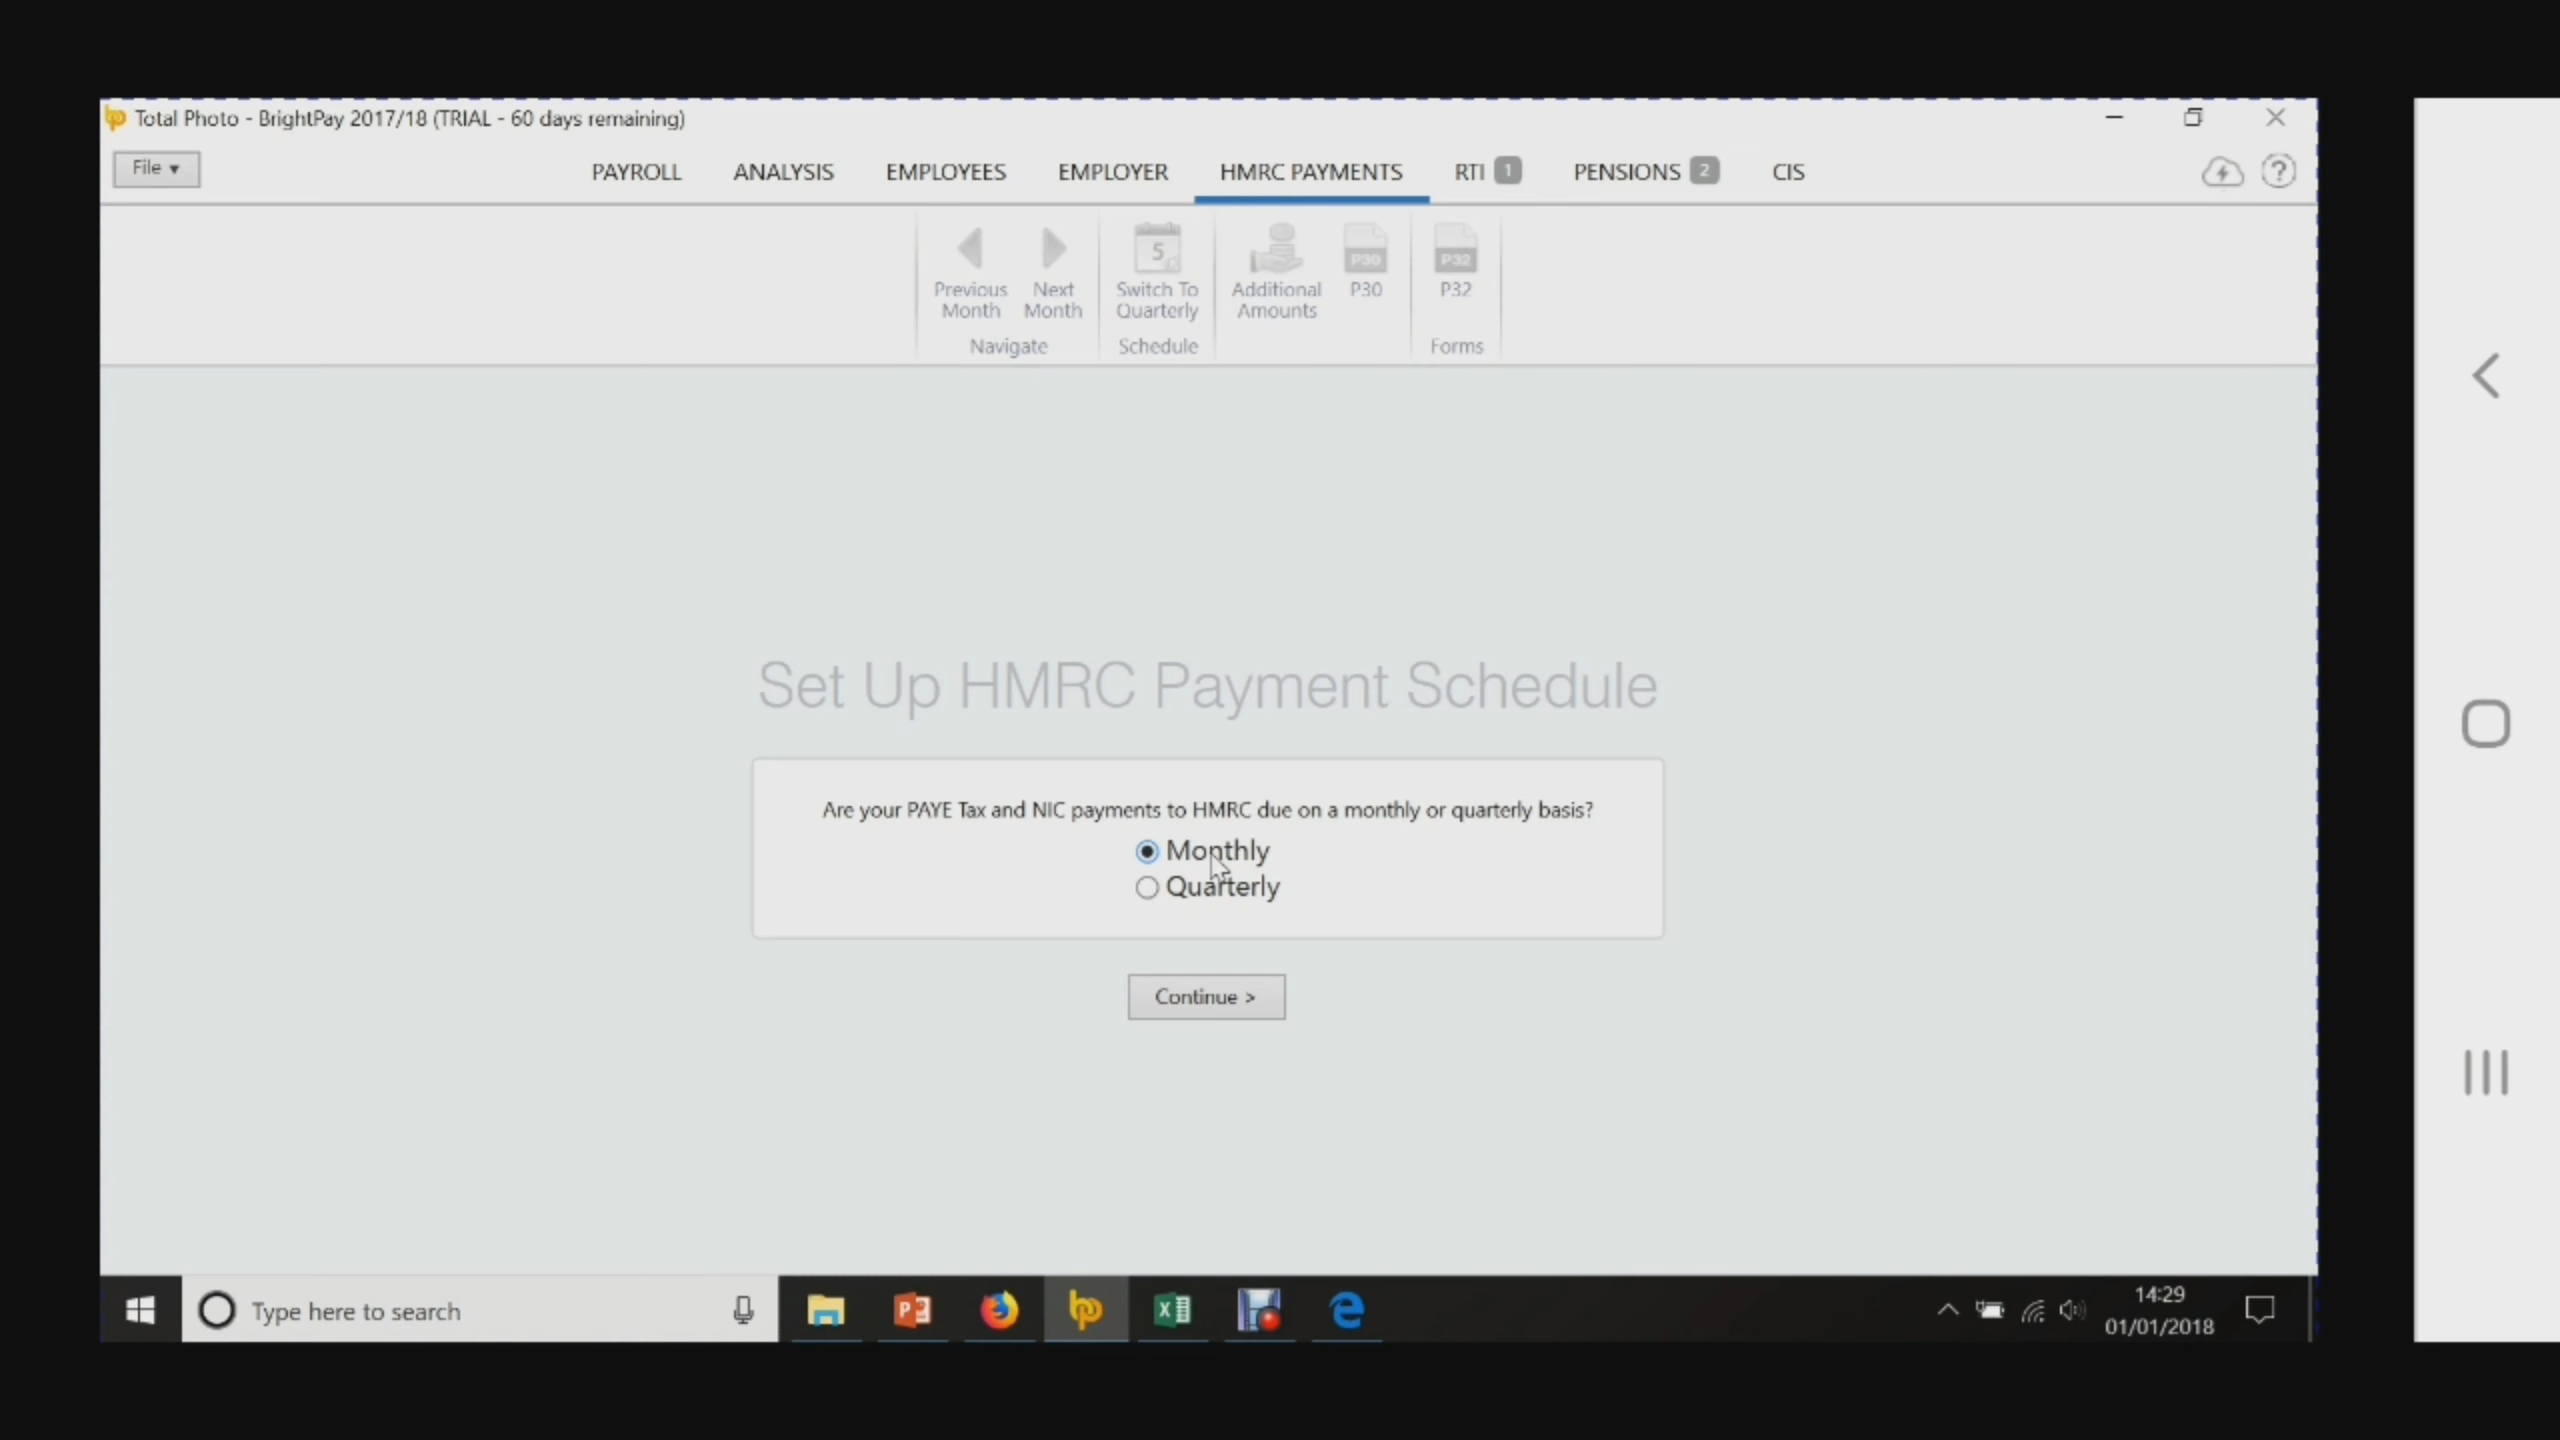 Total Photo - BrightPay 2017/18 (TRIAL - 60 days remaining)
File
PAYROLL ANALYSIS EMPLOYEES EMPLOYER HMRC PAYMENTS RTI 1 PENSIONS 2 CIS
5 P30 P32
Previous Month
Next Month
Switch To Quarterly
Additional Amounts
P30
P32
Navigate Schedule Forms
Set Up HMRC Payment Schedule
Are your PAYE Tax and NIC payments to HMRC due on a monthly or quarterly basis?
Monthly
Quarterly
Continue >
Type here to search
14:29
01/01/2018